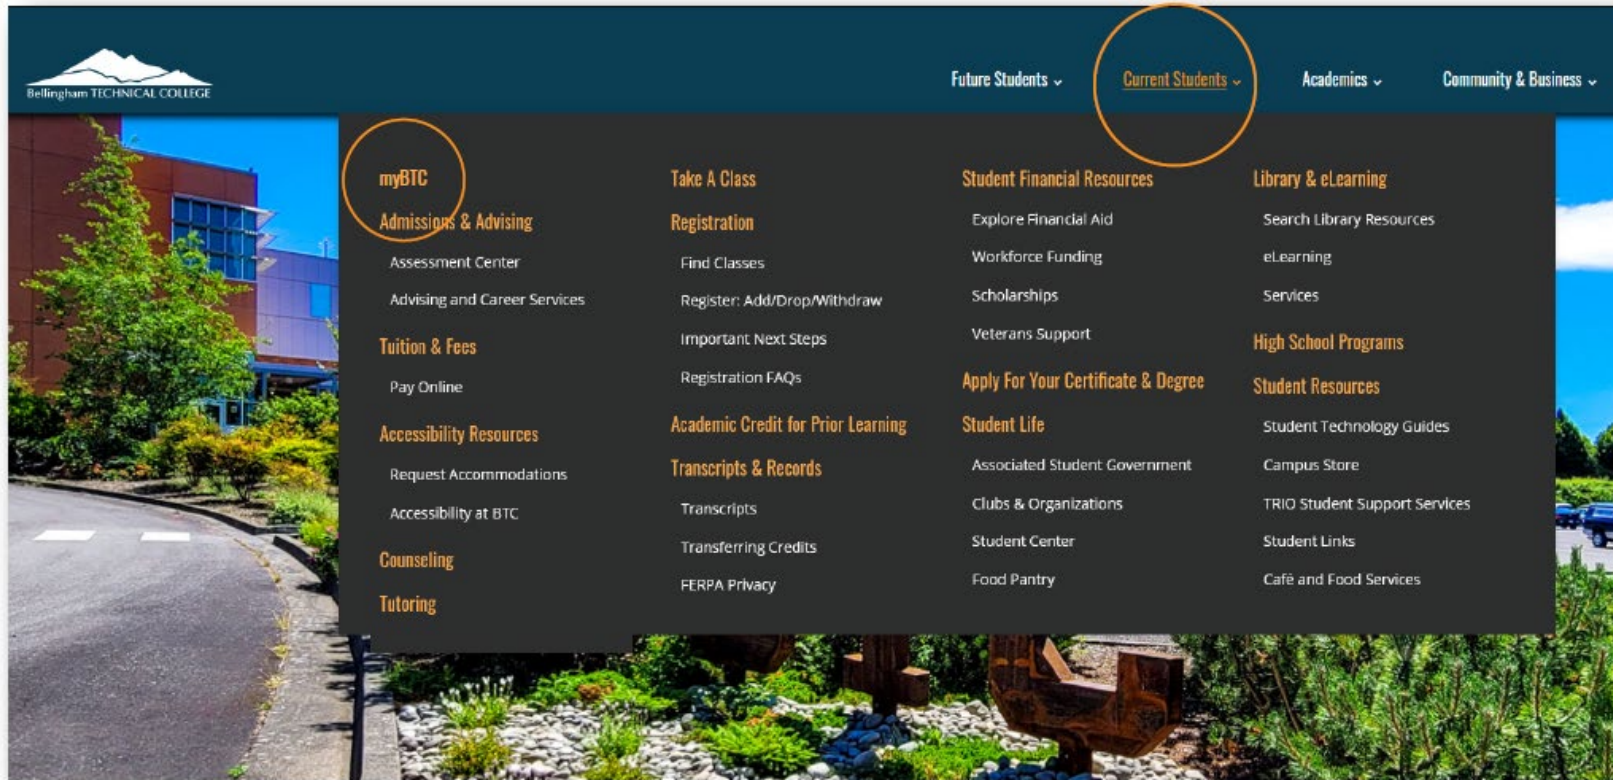 Bellingham TECHNICAL COLLEGE
Future Students
Current Students
Academics
Community & Business
myBTC
Admissions & Advising
Assessment Center
Advising and Career Services
Tuition & Fees
Pay Online
Accessibility Resources
Request Accommodations
Accessibility at BTC
Counseling
Tutoring
Take A Class
Registration
Find Classes
Register: Add/Drop/Withdraw
Important Next Steps
Registration FAQs
Academic Credit for Prior Learning
Transcripts & Records
Transcripts
Transferring Credits
FERPA Privacy
Student Financial Resources
Explore Financial Aid
Workforce Funding
Scholarships
Veterans Support
Apply For Your Certificate & Degree
Student Life
Associated Student Government
Clubs & Organizations
Student Center
Food Pantry
Library & eLearning
Search Library Resources
eLearning
Services
High School Programs
Student Resources
Student Technology Guides
Campus Store
TRIO Student Support Services
Student Links
Café and Food Services